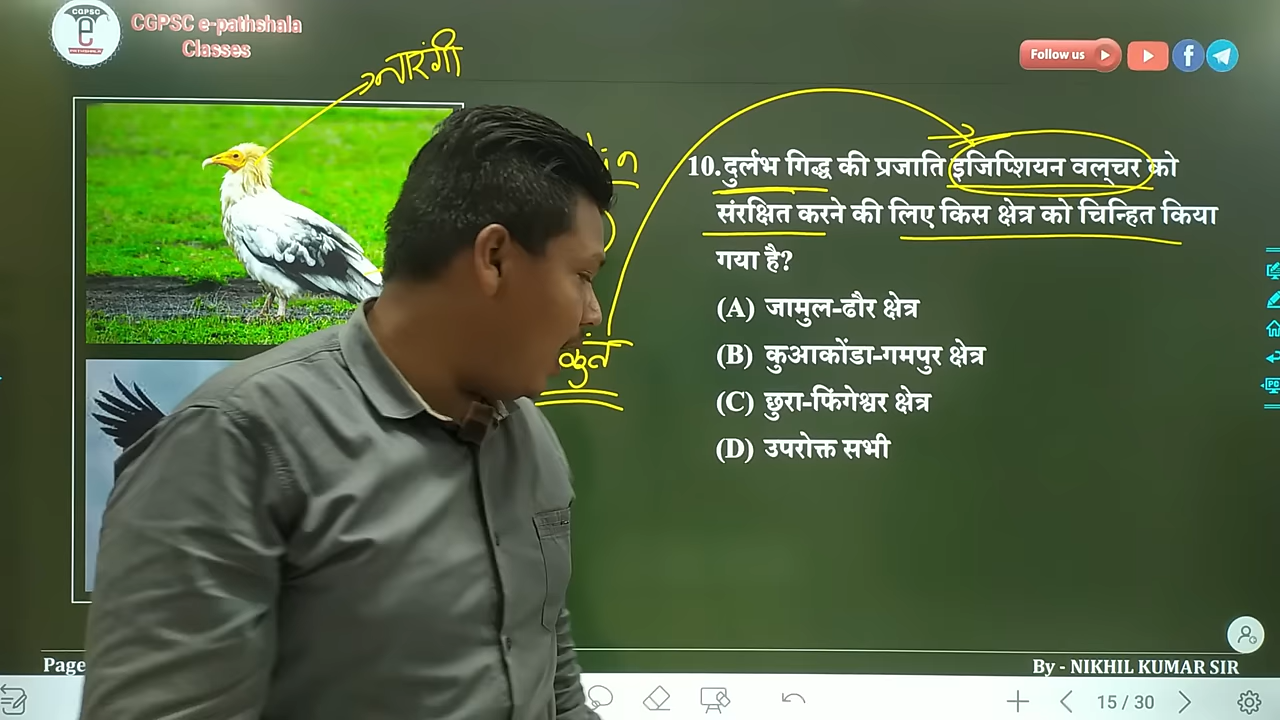 CGPSC
e
CGPSC e-pathshala
Classes
नारंगी
Follow us
10.दुर्लभ गिद्ध की प्रजाति इजिप्शियन वल्चर को
संरक्षित करने की लिए किस क्षेत्र को चिन्हित किया
गया है?
(A) जामुल-ढौर क्षेत्र
(B) कुआकोंडा-गमपुर क्षेत्र
(C) छुरा-फिंगेश्वर क्षेत्र
(D) उपरोक्त सभी
Page
By - NIKHIL KUMAR SIR
15 / 30